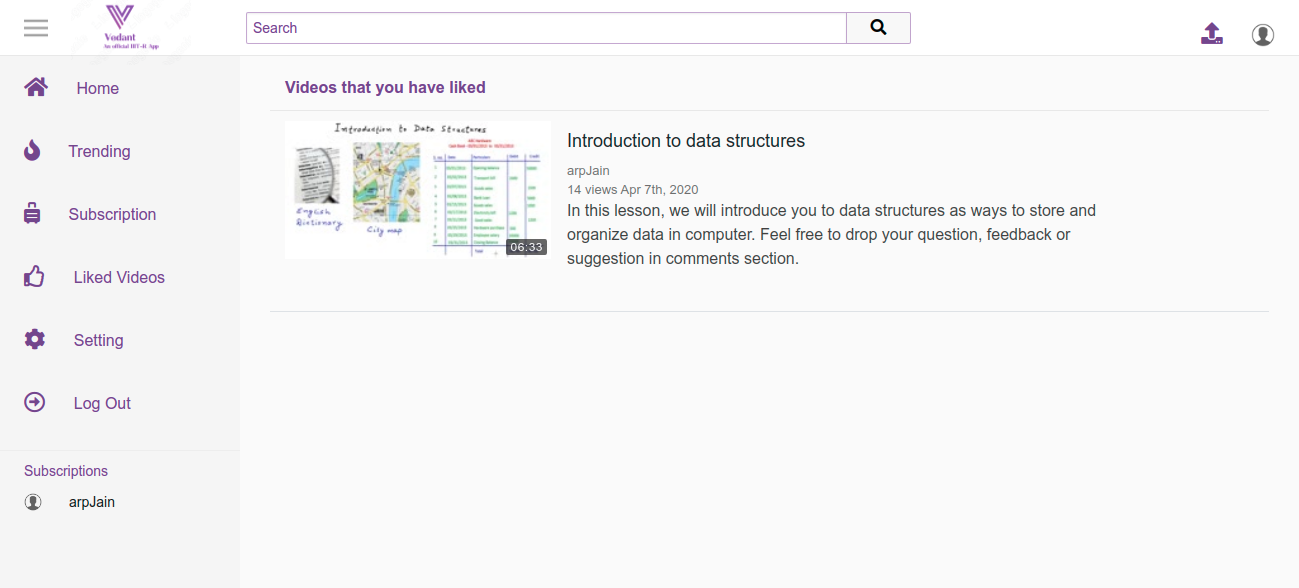 Vodant
An official IIT-R App
Search
Home
Trending
Subscription
Liked Videos
Setting
Log Out
Subscriptions
arpJain
Videos that you have liked
Introduction to Data Structures
English
Dictionary
City map
Total
06:33
Introduction to data structures
arpJain
14 views Apr 7th, 2020
In this lesson, we will introduce you to data structures as ways to store and
organize data in computer. Feel free to drop your question, feedback or
suggestion in comments section.